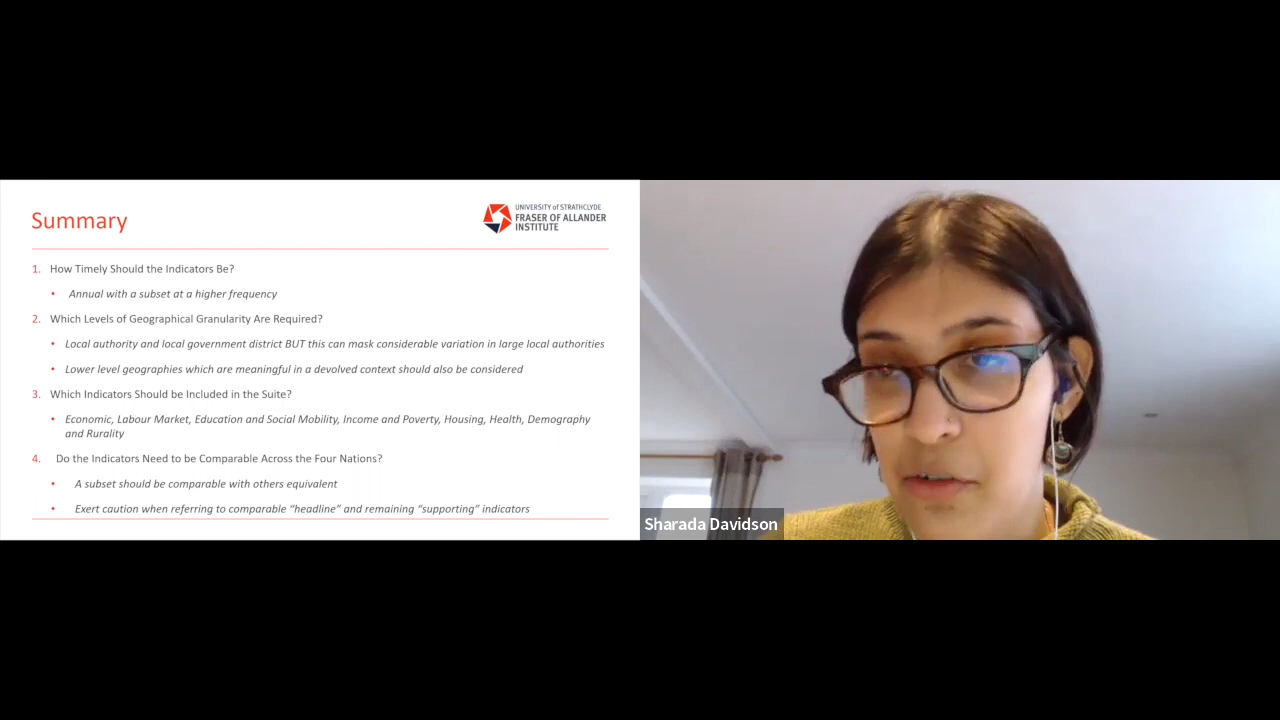 Summary
UNIVERSITY of STRATHCLYDE
FRASER OF ALLANDER
INSTITUTE
1. How Timely Should the Indicators Be?
• Annual with a subset at a higher frequency
2. Which Levels of Geographical Granularity Are Required?
• Local authority and local government district BUT this can mask considerable variation in large local authorities
• Lower level geographies which are meaningful in a devolved context should also be considered
3. Which Indicators Should be Included in the Suite?
• Economic, Labour Market, Education and Social Mobility, Income and Poverty, Housing, Health, Demography
and Rurality
4. Do the Indicators Need to be Comparable Across the Four Nations?
• A subset should be comparable with others equivalent
• Exert caution when referring to comparable “headline” and remaining “supporting” indicators
Sharada Davidson